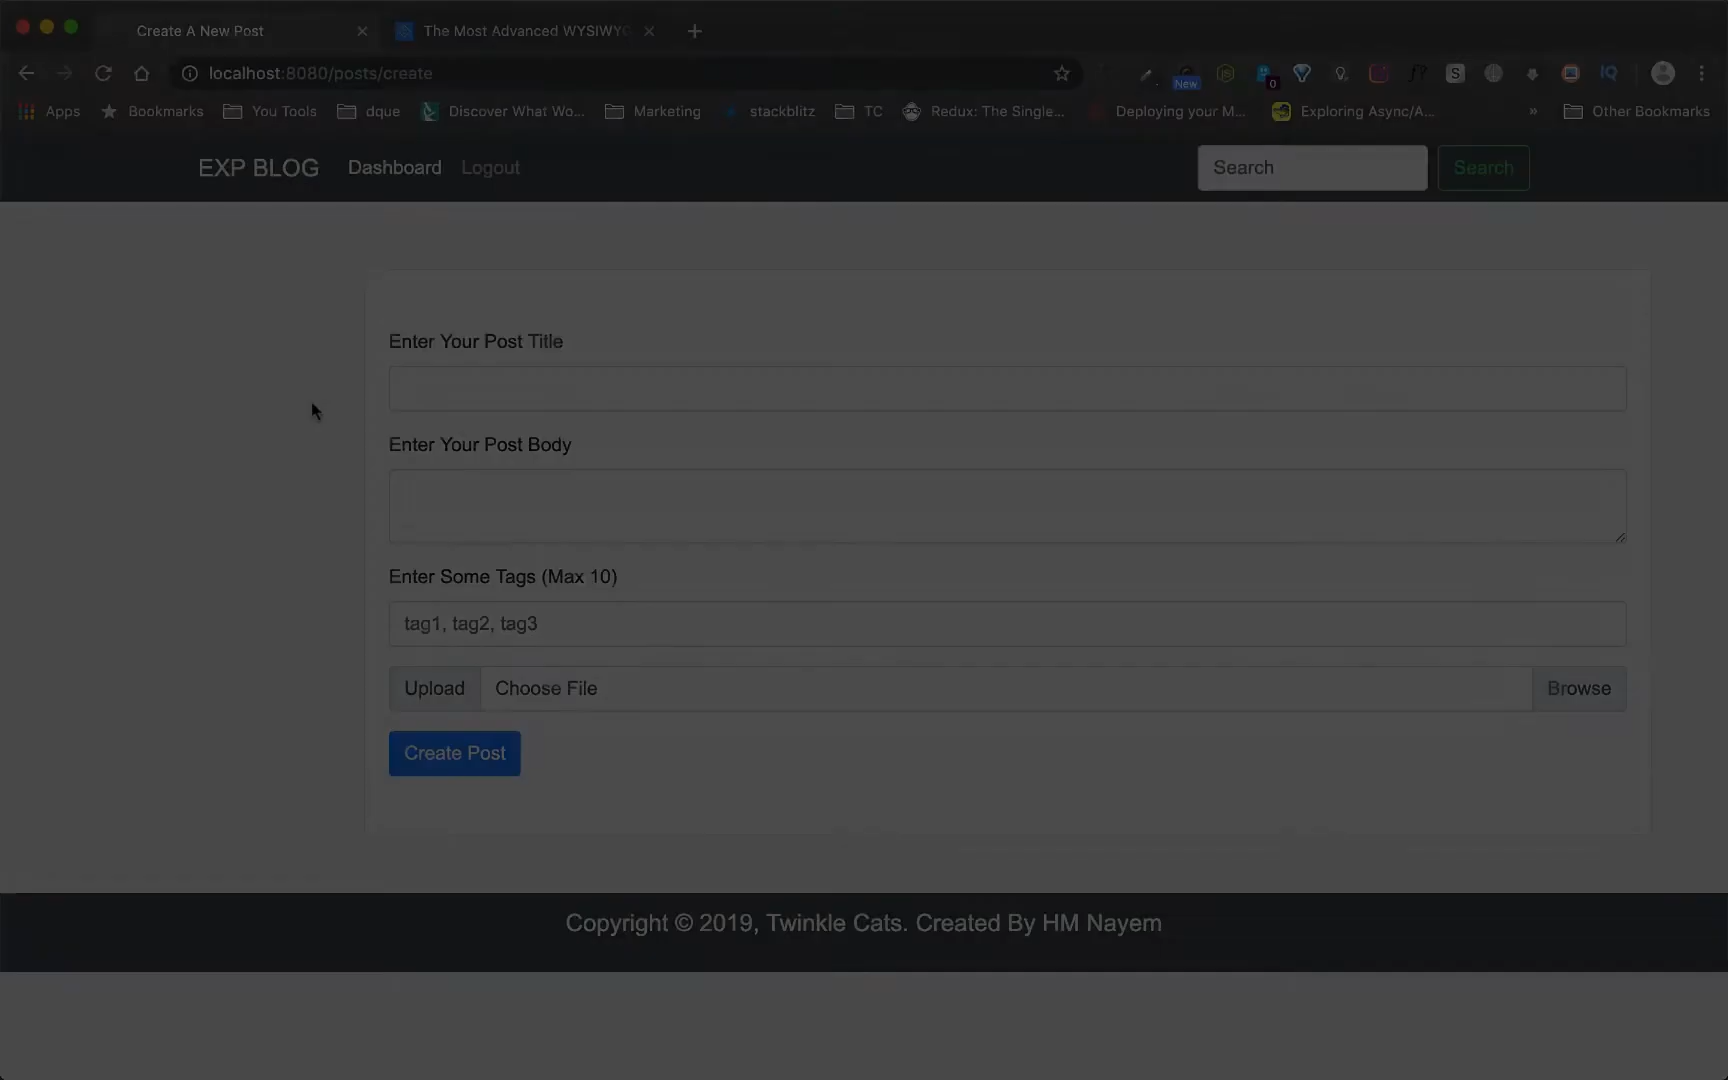 Create A New Post
The Most Advanced WYSIWYG
localhost:8080/posts/create
New
0
f?
S
IQ
Apps
Bookmarks
You Tools
dque
Discover What Wo...
Marketing
stackblitz
TC
Redux: The Single...
Deploying your M...
Exploring Async/A...
»
Other Bookmarks
EXP BLOG
Dashboard
Logout
Search
Search
Enter Your Post Title
Enter Your Post Body
Enter Some Tags (Max 10)
tag1, tag2, tag3
Upload
Choose File
Browse
Create Post
Copyright © 2019, Twinkle Cats. Created By HM Nayem